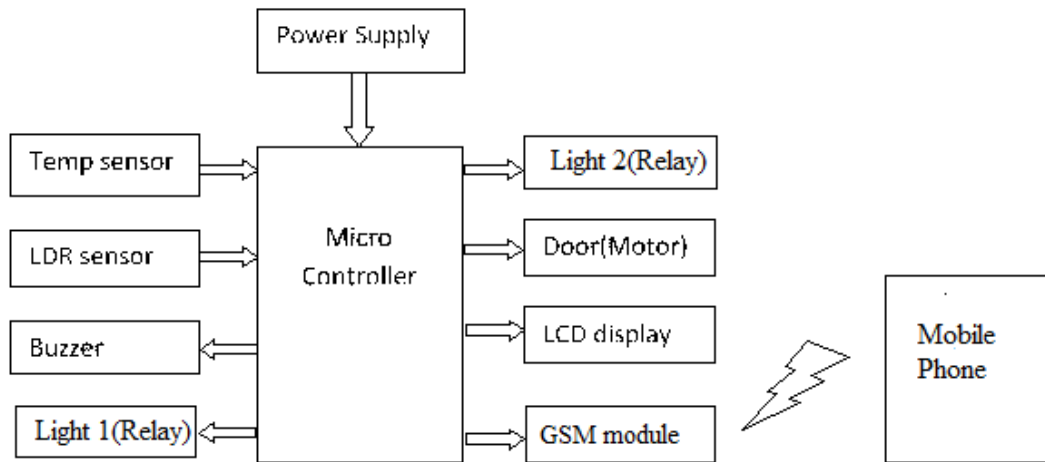 Power Supply
Temp sensor
LDR sensor
Buzzer
Light 1(Relay)
Micro
Controller
Light 2(Relay)
Door(Motor)
LCD display
GSM module
Mobile
Phone